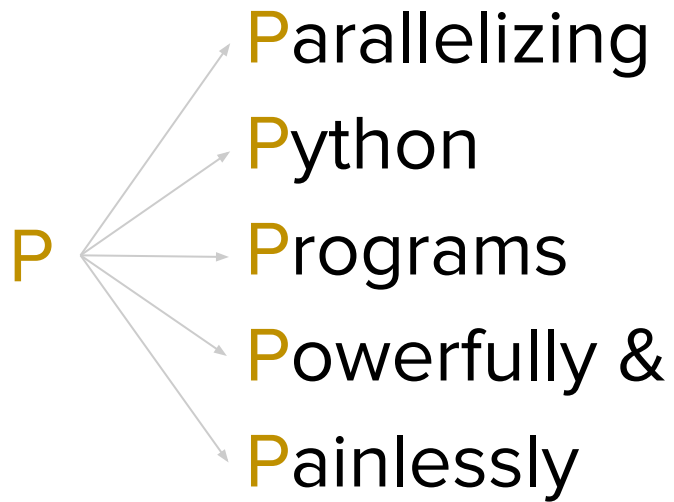 Parallelizing
Python
P
Programs
Powerfully &
Painlessly